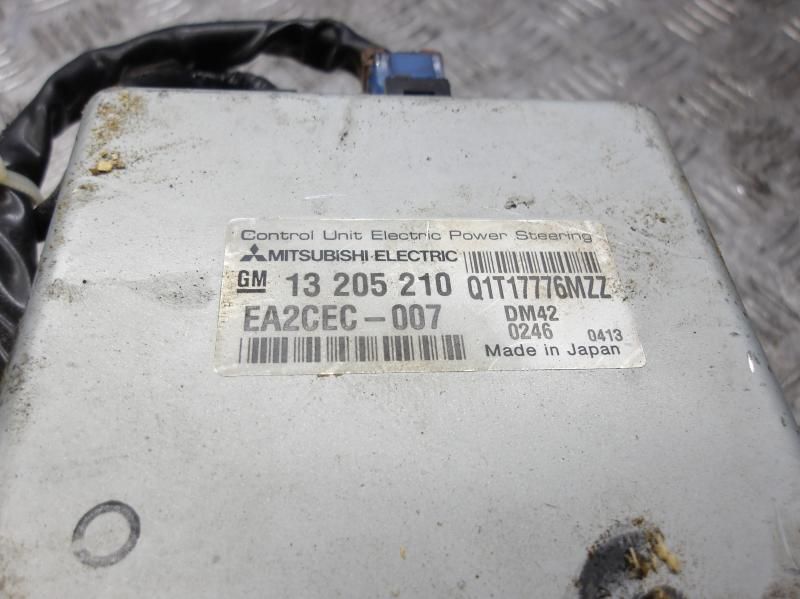 Control Unit Electric Power Steering
MITSUBISHI ELECTRIC
GM 13 205 210 Q1T17776MZZ
EA2CEC-007 DM42
0246 0413
Made in Japan